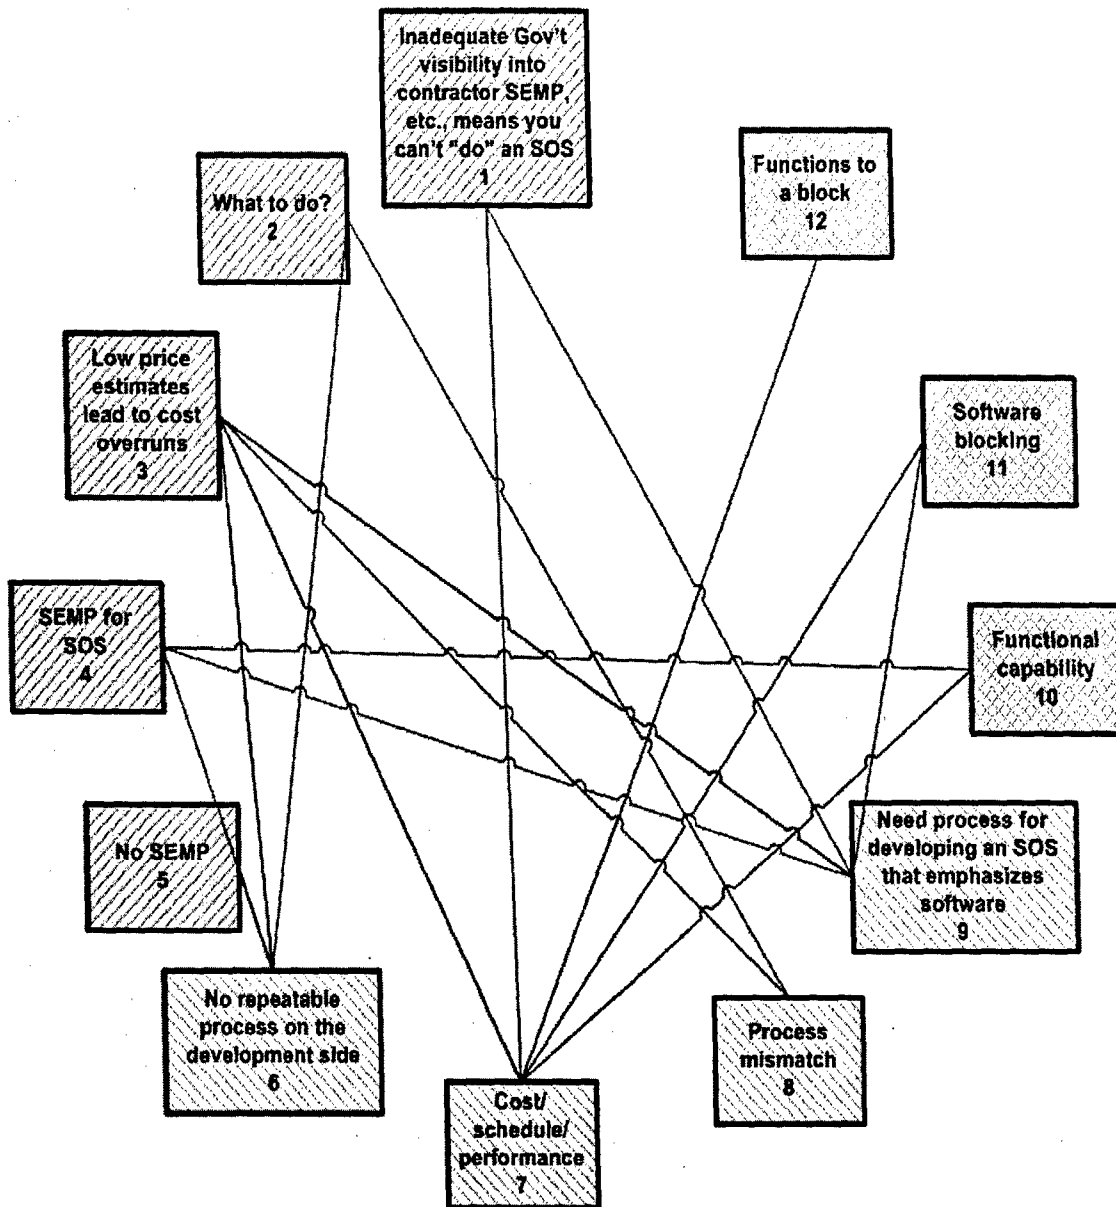 Inadequate Gov't
visibility into
contractor SEMP,
etc., means you
can't "do" an SOS
1
Functions to
a block
12
What to do?
2
Low price
estimates
lead to cost
overruns
3
Software
blocking
11
SEMP for
SOS
4
Functional
capability
10
No SEMP
5
Need process for
developing an SOS
that emphasizes
software
9
No repeatable
process on the
development side
6
Process
mismatch
8
Cost/
schedule/
performance
7